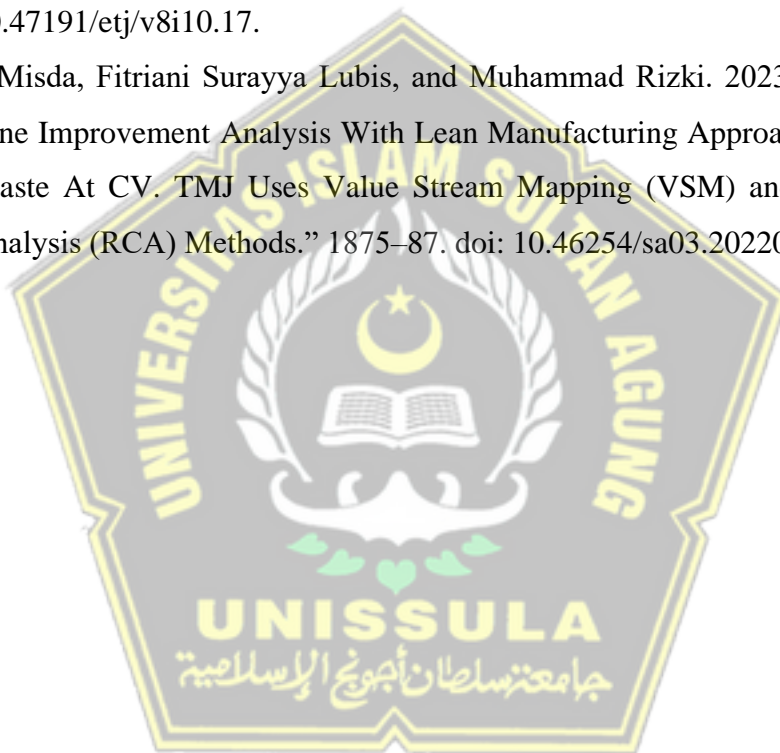 0.47191/etj/v8i10.17.
Misda, Fitriani Surayya Lubis, and Muhammad Rizki. 2023
ne Improvement Analysis With Lean Manufacturing Approa
aste At CV. TMJ Uses Value Stream Mapping (VSM) an
nalysis (RCA) Methods.” 1875–87. doi: 10.46254/sa03.20220
UNIVERSITAS ISLAM SULTAN AGUNG
UNISSULA
جامعته سلطان أجونج الإسلامية